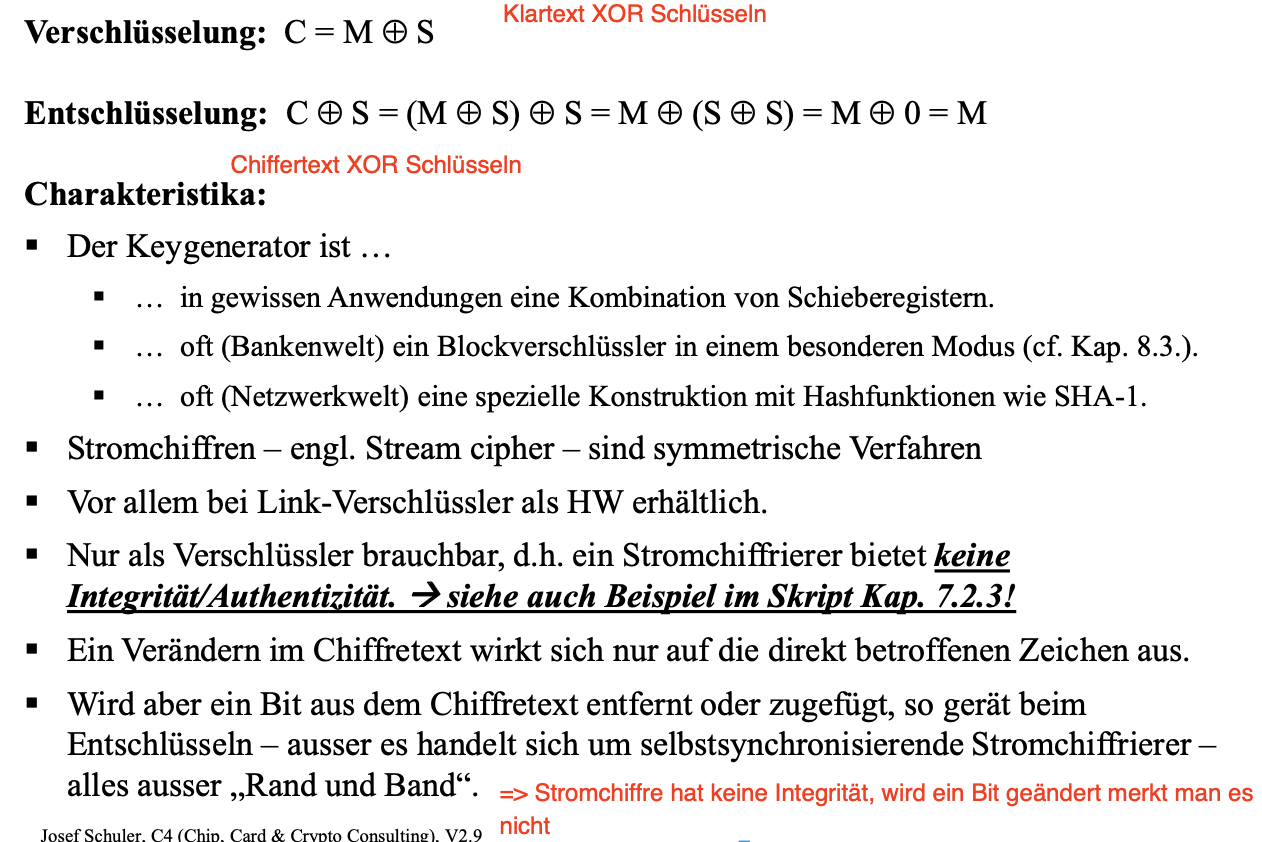 Klartext XOR Schlüsseln
Verschlüsselung: C = M ⊕ S
Entschlüsselung: C ⊕ S = (M ⊕ S) ⊕ S = M ⊕ (S ⊕ S) = M ⊕ 0 = M
Chiffertext XOR Schlüsseln
Charakteristika:
▪ Der Keygenerator ist …
▪ … in gewissen Anwendungen eine Kombination von Schieberegistern.
▪ … oft (Bankenwelt) ein Blockverschlüssler in einem besonderen Modus (cf. Kap. 8.3.).
▪ … oft (Netzwerkwelt) eine spezielle Konstruktion mit Hashfunktionen wie SHA-1.
▪ Stromchiffren – engl. Stream cipher – sind symmetrische Verfahren
▪ Vor allem bei Link-Verschlüssler als HW erhältlich.
▪ Nur als Verschlüssler brauchbar, d.h. ein Stromchiffrierer bietet keine
Integrität/Authentizität. → siehe auch Beispiel im Skript Kap. 7.2.3!
▪ Ein Verändern im Chiffretext wirkt sich nur auf die direkt betroffenen Zeichen aus.
▪ Wird aber ein Bit aus dem Chiffretext entfernt oder zugefügt, so gerät beim
Entschlüsseln – ausser es handelt sich um selbstsynchronisierende Stromchiffrierer –
alles ausser „Rand und Band“.
=> Stromchiffre hat keine Integrität, wird ein Bit geändert merkt man es
nicht
Josef Schuler, C4 (Chip, Card & Crypto Consulting), V2.9